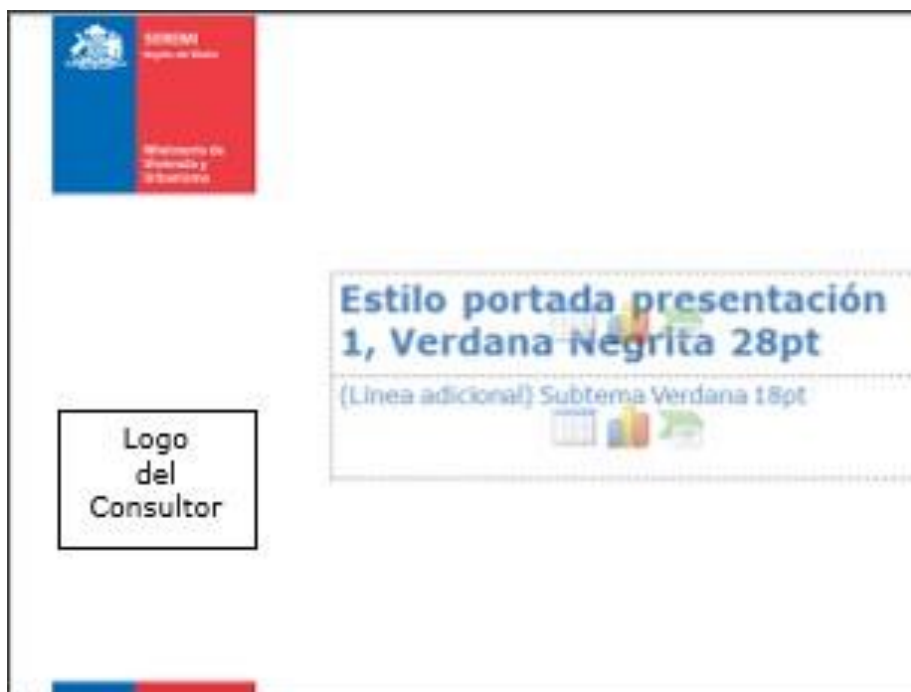 SEREMI
Ministerio de
Vivienda y
Urbanismo
Estilo portada presentación
1, Verdana Negrita 28pt
(Línea adicional) Subtema Verdana 18pt
Logo
del
Consultor